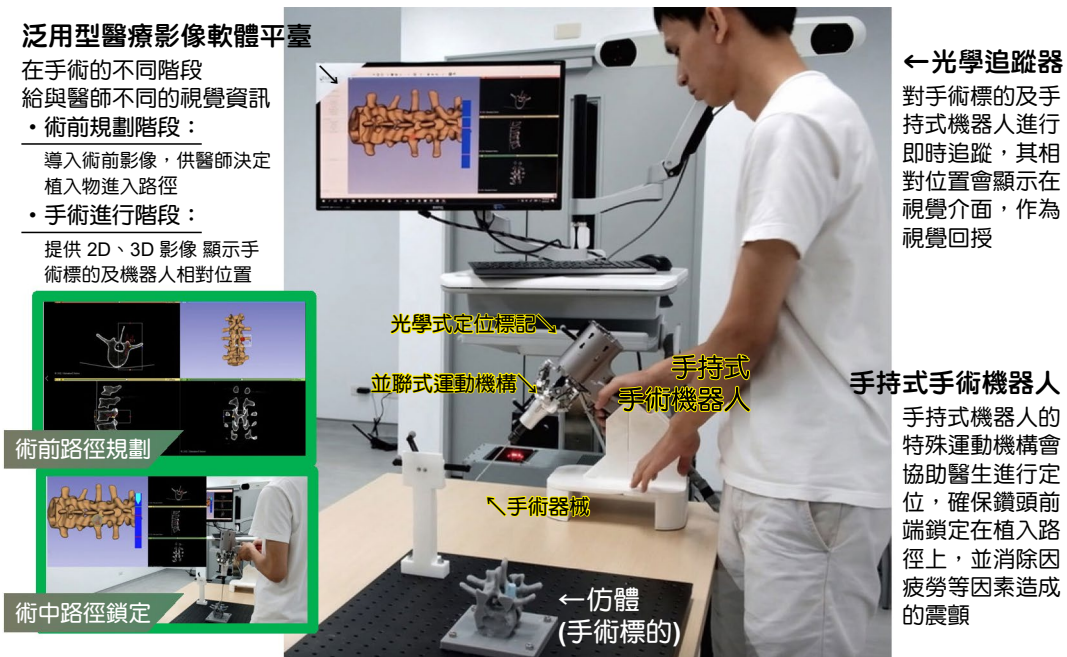 泛用型醫療影像軟體平臺
在手術的不同階段
給與醫師不同的視覺資訊
・術前規劃階段：
導入術前影像，供醫師決定
植入物進入路徑
・手術進行階段：
提供 2D、3D 影像 顯示手
術標的及機器人相對位置
術前路徑規劃
術中路徑鎖定
光學式定位標記↘
並聯式運動機構↘
手持式
手術機器人
↖手術器械
←仿體
(手術標的)
←光學追蹤器
對手術標的及手
持式機器人進行
即時追蹤，其相
對位置會顯示在
視覺介面，作為
視覺回授
手持式手術機器人
手持式機器人的
特殊運動機構會
協助醫生進行定
位，確保鑽頭前
端鎖定在植入路
徑上，並消除因
疲勞等因素造成
的震顫